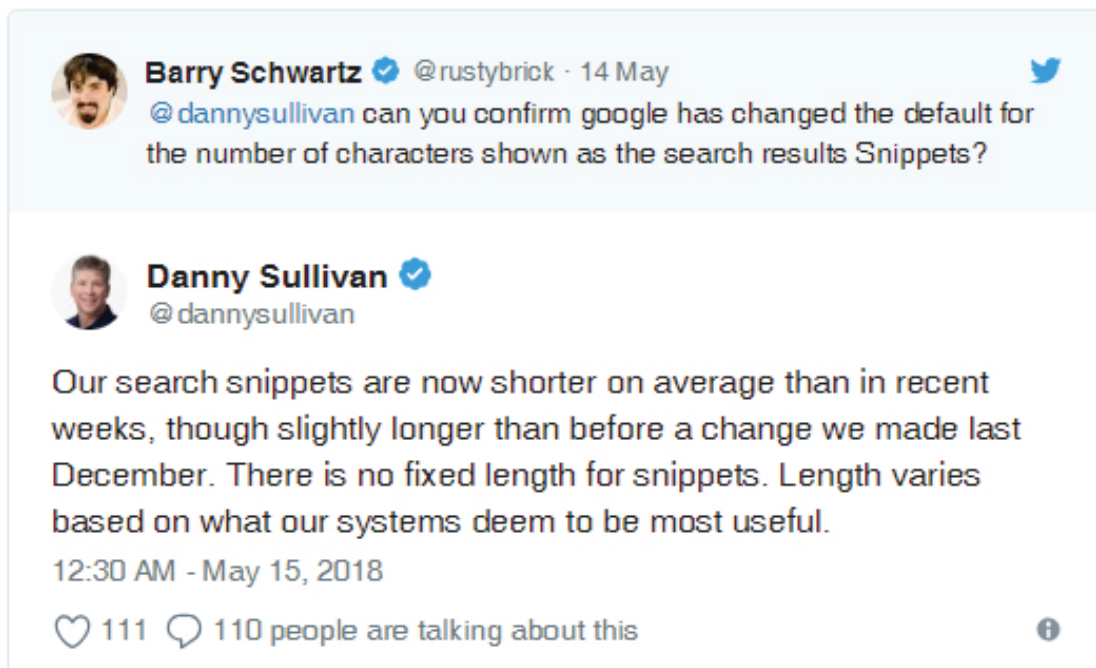 Barry Schwartz @rustybrick · 14 May
@dannysullivan can you confirm google has changed the default for
the number of characters shown as the search results Snippets?
Danny Sullivan
@dannysullivan
Our search snippets are now shorter on average than in recent
weeks, though slightly longer than before a change we made last
December. There is no fixed length for snippets. Length varies
based on what our systems deem to be most useful.
12:30 AM - May 15, 2018
111 110 people are talking about this